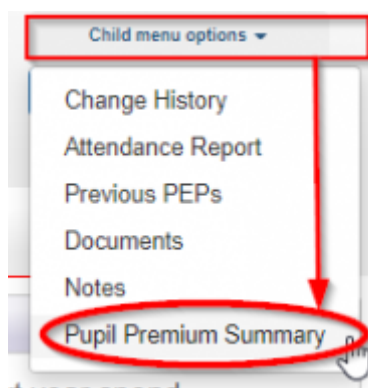 Child menu options
Change History
Attendance Report
Previous PEPs
Documents
Notes
Pupil Premium Summary